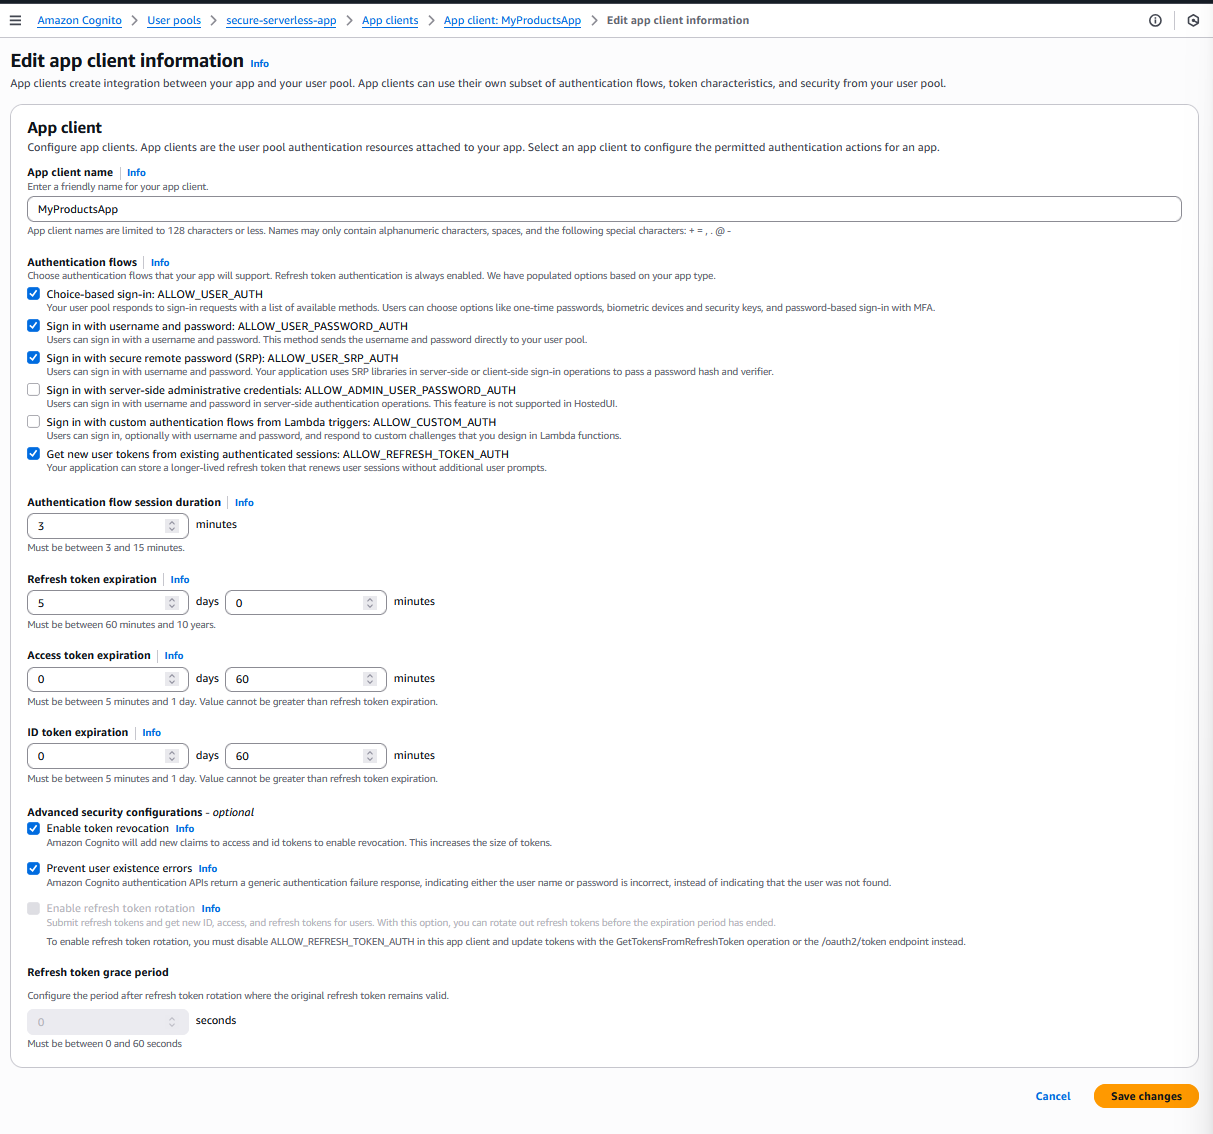 Amazon Cognito > User pools > secure-serverless-app > App clients > App client: MyProductsApp > Edit app client information
Edit app client information Info
App clients create integration between your app and your user pool. App clients can use their own subset of authentication flows, token characteristics, and security from your user pool.
App client
Configure app clients. App clients are the user pool authentication resources attached to your app. Select an app client to configure the permitted authentication actions for an app.
App client name Info
Enter a friendly name for your app client.
MyProductsApp
App client names are limited to 128 characters or less. Names may only contain alphanumeric characters, spaces, and the following special characters: + = , . @ -
Authentication flows Info
Choose authentication flows that your app will support. Refresh token authentication is always enabled. We have populated options based on your app type.
Choice-based sign-in: ALLOW_USER_AUTH
Your user pool responds to sign-in requests with a list of available methods. Users can choose options like one-time passwords, biometric devices and security keys, and password-based sign-in with MFA.
Sign in with username and password: ALLOW_USER_PASSWORD_AUTH
Users can sign in with a username and password. This method sends the username and password directly to your user pool.
Sign in with secure remote password (SRP): ALLOW_USER_SRP_AUTH
Users can sign in with username and password. Your application uses SRP libraries in server-side or client-side sign-in operations to pass a password hash and verifier.
Sign in with server-side administrative credentials: ALLOW_ADMIN_USER_PASSWORD_AUTH
Users can sign in with username and password in server-side authentication operations. This feature is not supported in HostedUI.
Sign in with custom authentication flows from Lambda triggers: ALLOW_CUSTOM_AUTH
Users can sign in, optionally with username and password, and respond to custom challenges that you design in Lambda functions.
Get new user tokens from existing authenticated sessions: ALLOW_REFRESH_TOKEN_AUTH
Your application can store a longer-lived refresh token that renews user sessions without additional user prompts.
Authentication flow session duration Info
3 minutes
Must be between 3 and 15 minutes.
Refresh token expiration Info
5 days 0 minutes
Must be between 60 minutes and 10 years.
Access token expiration Info
0 days 60 minutes
Must be between 5 minutes and 1 day. Value cannot be greater than refresh token expiration.
ID token expiration Info
0 days 60 minutes
Must be between 5 minutes and 1 day. Value cannot be greater than refresh token expiration.
Advanced security configurations - optional
Enable token revocation Info
Amazon Cognito will add new claims to access and id tokens to enable revocation. This increases the size of tokens.
Prevent user existence errors Info
Amazon Cognito authentication APIs return a generic authentication failure response, indicating either the user name or password is incorrect, instead of indicating that the user was not found.
Enable refresh token rotation Info
Submit refresh tokens and get new ID, access, and refresh tokens for users. With this option, you can rotate out refresh tokens before the expiration period has ended.
To enable refresh token rotation, you must disable ALLOW_REFRESH_TOKEN_AUTH in this app client and update tokens with the GetTokensFromRefreshToken operation or the /oauth2/token endpoint instead.
Refresh token grace period
Configure the period after refresh token rotation where the original refresh token remains valid.
0 seconds
Must be between 0 and 60 seconds
Cancel Save changes